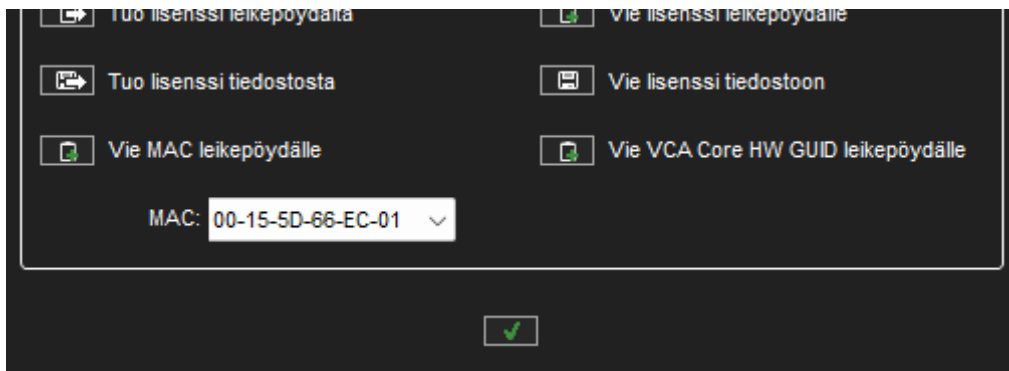 Tuo lisenssi leikepöydältä
Vie lisenssi leikepöydälle
Tuo lisenssi tiedostosta
Vie lisenssi tiedostoon
Vie MAC leikepöydälle
Vie VCA Core HW GUID leikepöydälle
MAC: 00-15-5D-66-EC-01